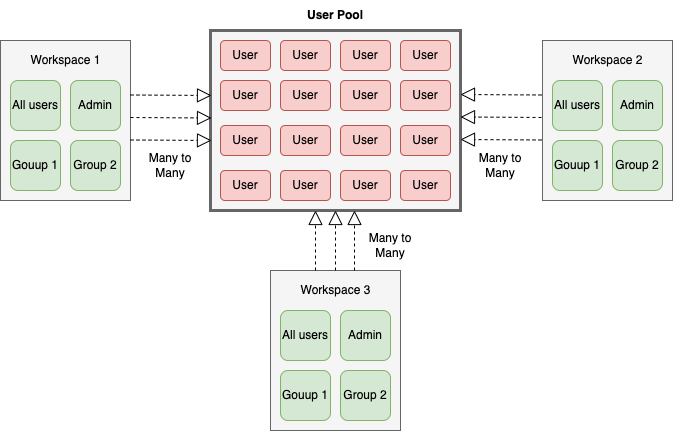 User Pool
Workspace 1
All users
Admin
Gouup 1
Group 2
Many to
Many
User User User User
User User User User
User User User User
User User User User
Workspace 2
All users
Admin
Gouup 1
Group 2
Many to
Many
Many to
Many
Workspace 3
All users
Admin
Gouup 1
Group 2